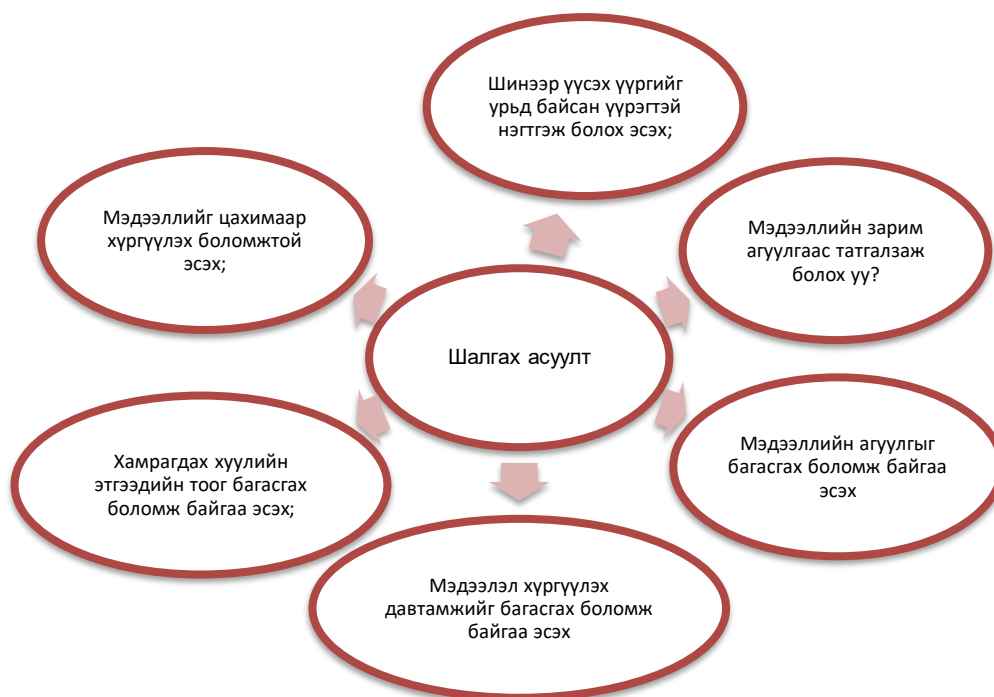 Шинээр үүсэх үүргийг
урьд байсан үүрэгтэй
нэгтгэж болох эсэх;
Мэдээллийн зарим
агуулгаас татгалзаж
болох уу?
Мэдээллийн агуулгыг
багасгах боломж байгаа
эсэх
Мэдээлэл хүргүүлэх
давтамжийг багасгах боломж
байгаа эсэх
Хамрагдах хуулийн
этгээдийн тоог багасгах
боломж байгаа эсэх;
Мэдээллийг цахимаар
хүргүүлэх боломжтой
эсэх;
Шалгах асуулт